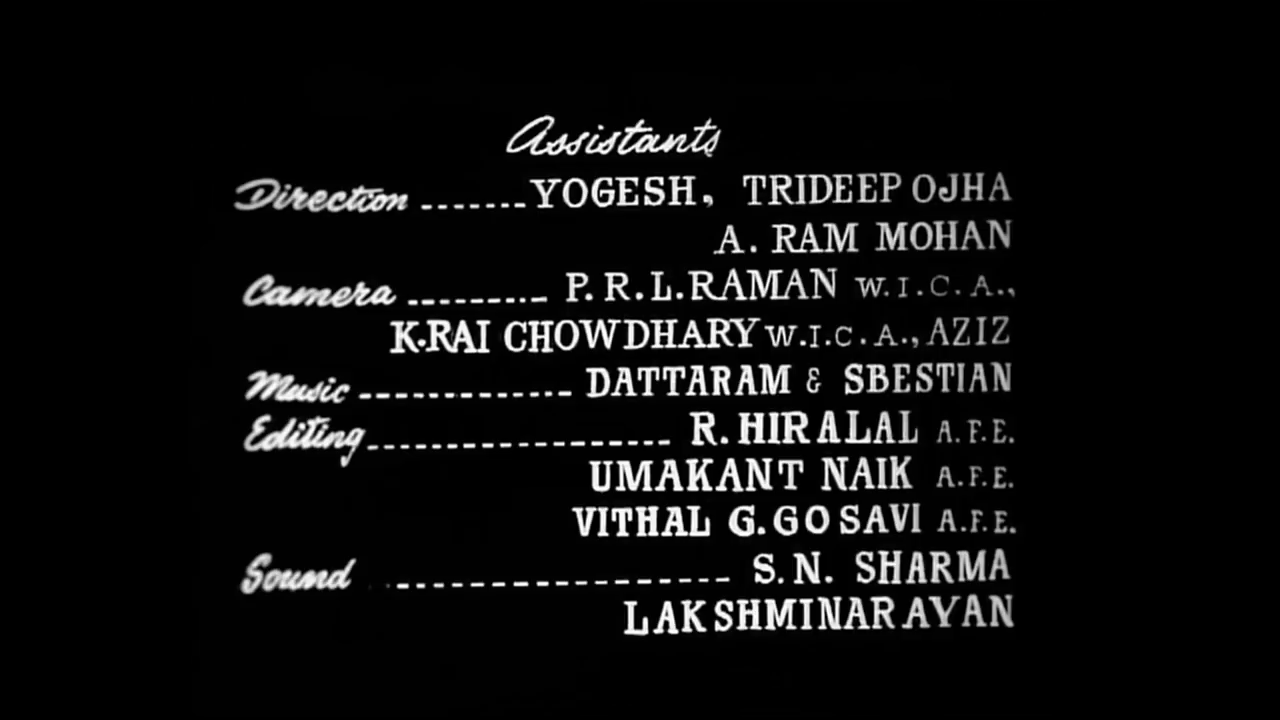 Assistants
Direction .......YOGESH, TRIDEEP OJHA
A. RAM MOHAN
Camera .......... P.R.L.RAMAN W.I.C.A.,
K.RAI CHOWDHARY W.I.C.A., AZIZ
Music ............. DATTARAM & SBESTIAN
Editing................... R.HIRALAL A.F.E.
UMAKANT NAIK A.F.E.
VITHAL G.GOSAVI A.F.E.
Sound .................. S.N. SHARMA
LAKSHMINARAYAN